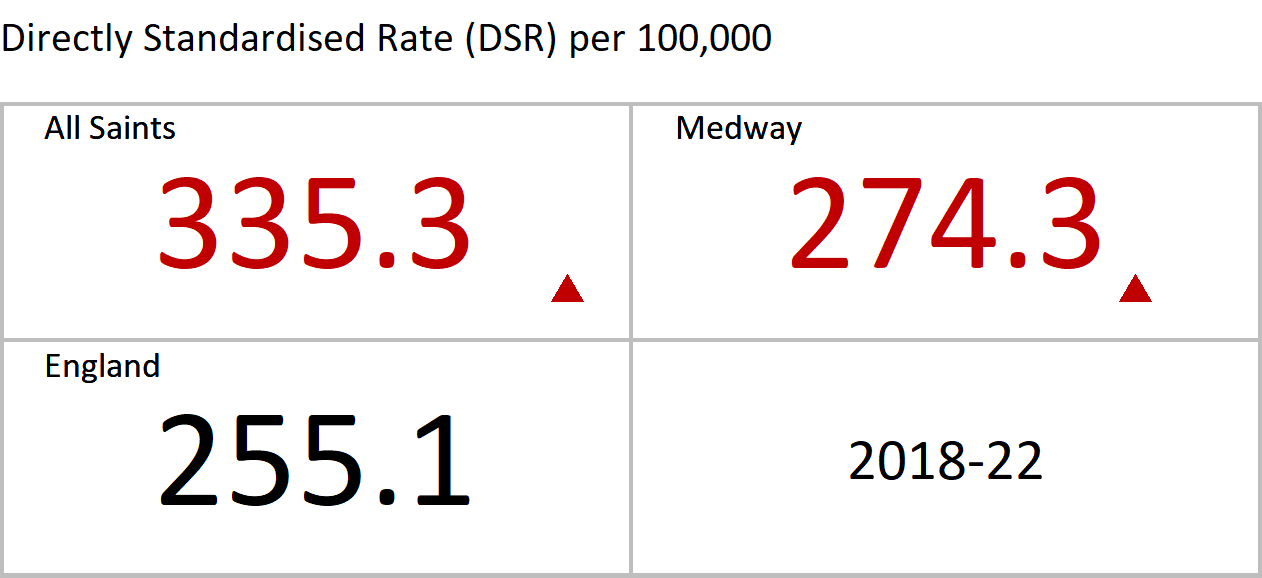 Directly Standardised Rate (DSR) per 100,000
All Saints
335.3
Medway
274.3
England
255.1
2018-22